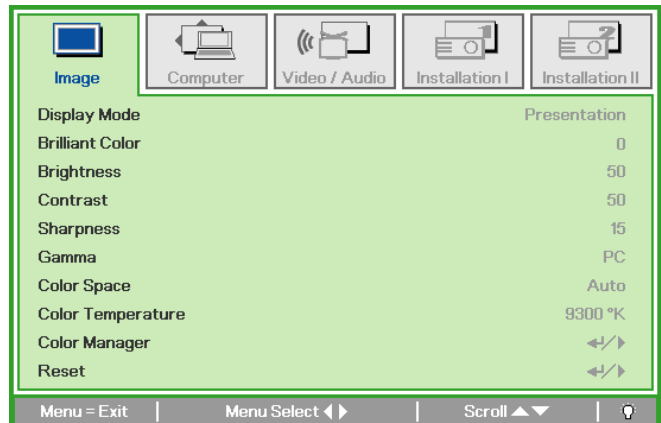 Image Computer Video / Audio Installation I Installation II
Display Mode Presentation
Brilliant Color 0
Brightness 50
Contrast 50
Sharpness 15
Gamma PC
Color Space Auto
Color Temperature 9300 °K
Color Manager
Reset
Menu = Exit Menu Select Scroll